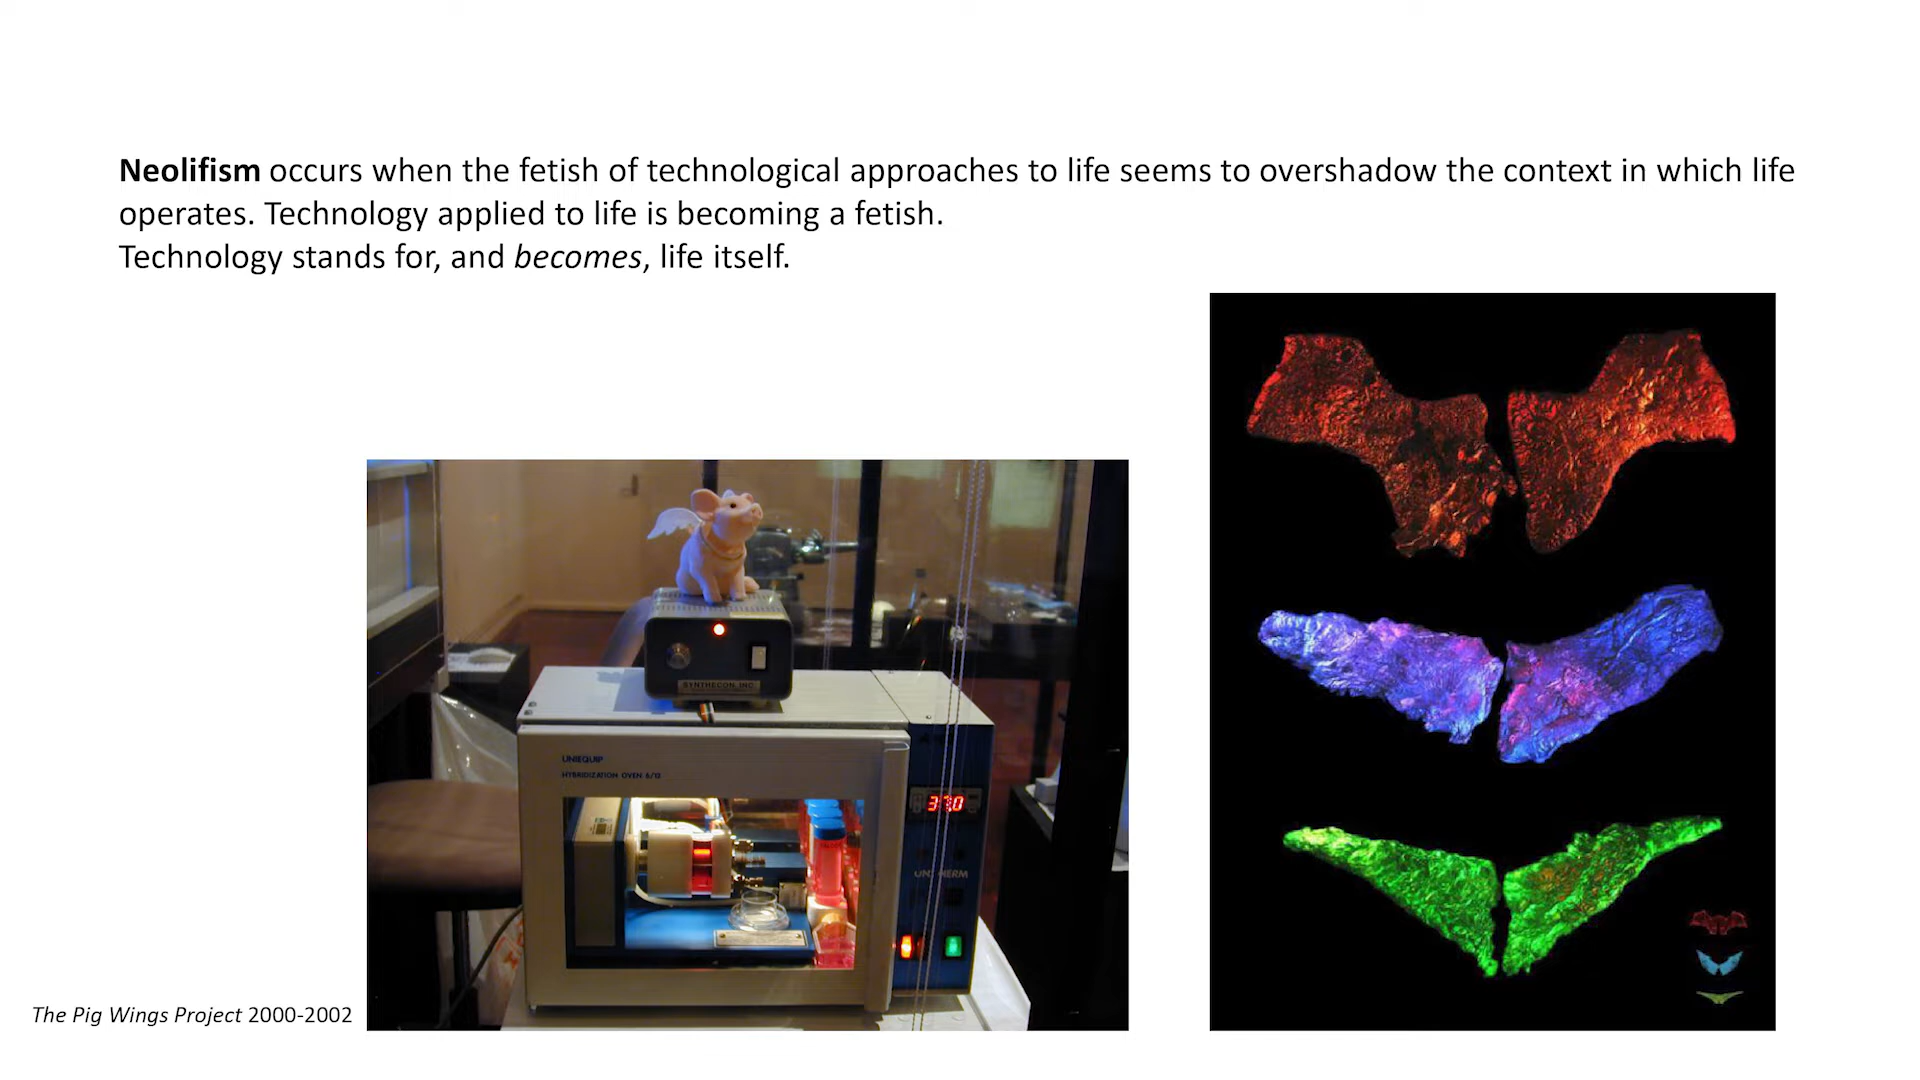 Neolifism occurs when the fetish of technological approaches to life seems to overshadow the context in which life
operates. Technology applied to life is becoming a fetish.
Technology stands for, and becomes, life itself.
SYNTHECON, INC.
UNIEQUIP
HYBRIDIZATION OVEN 6/12
37.0
The Pig Wings Project 2000-2002